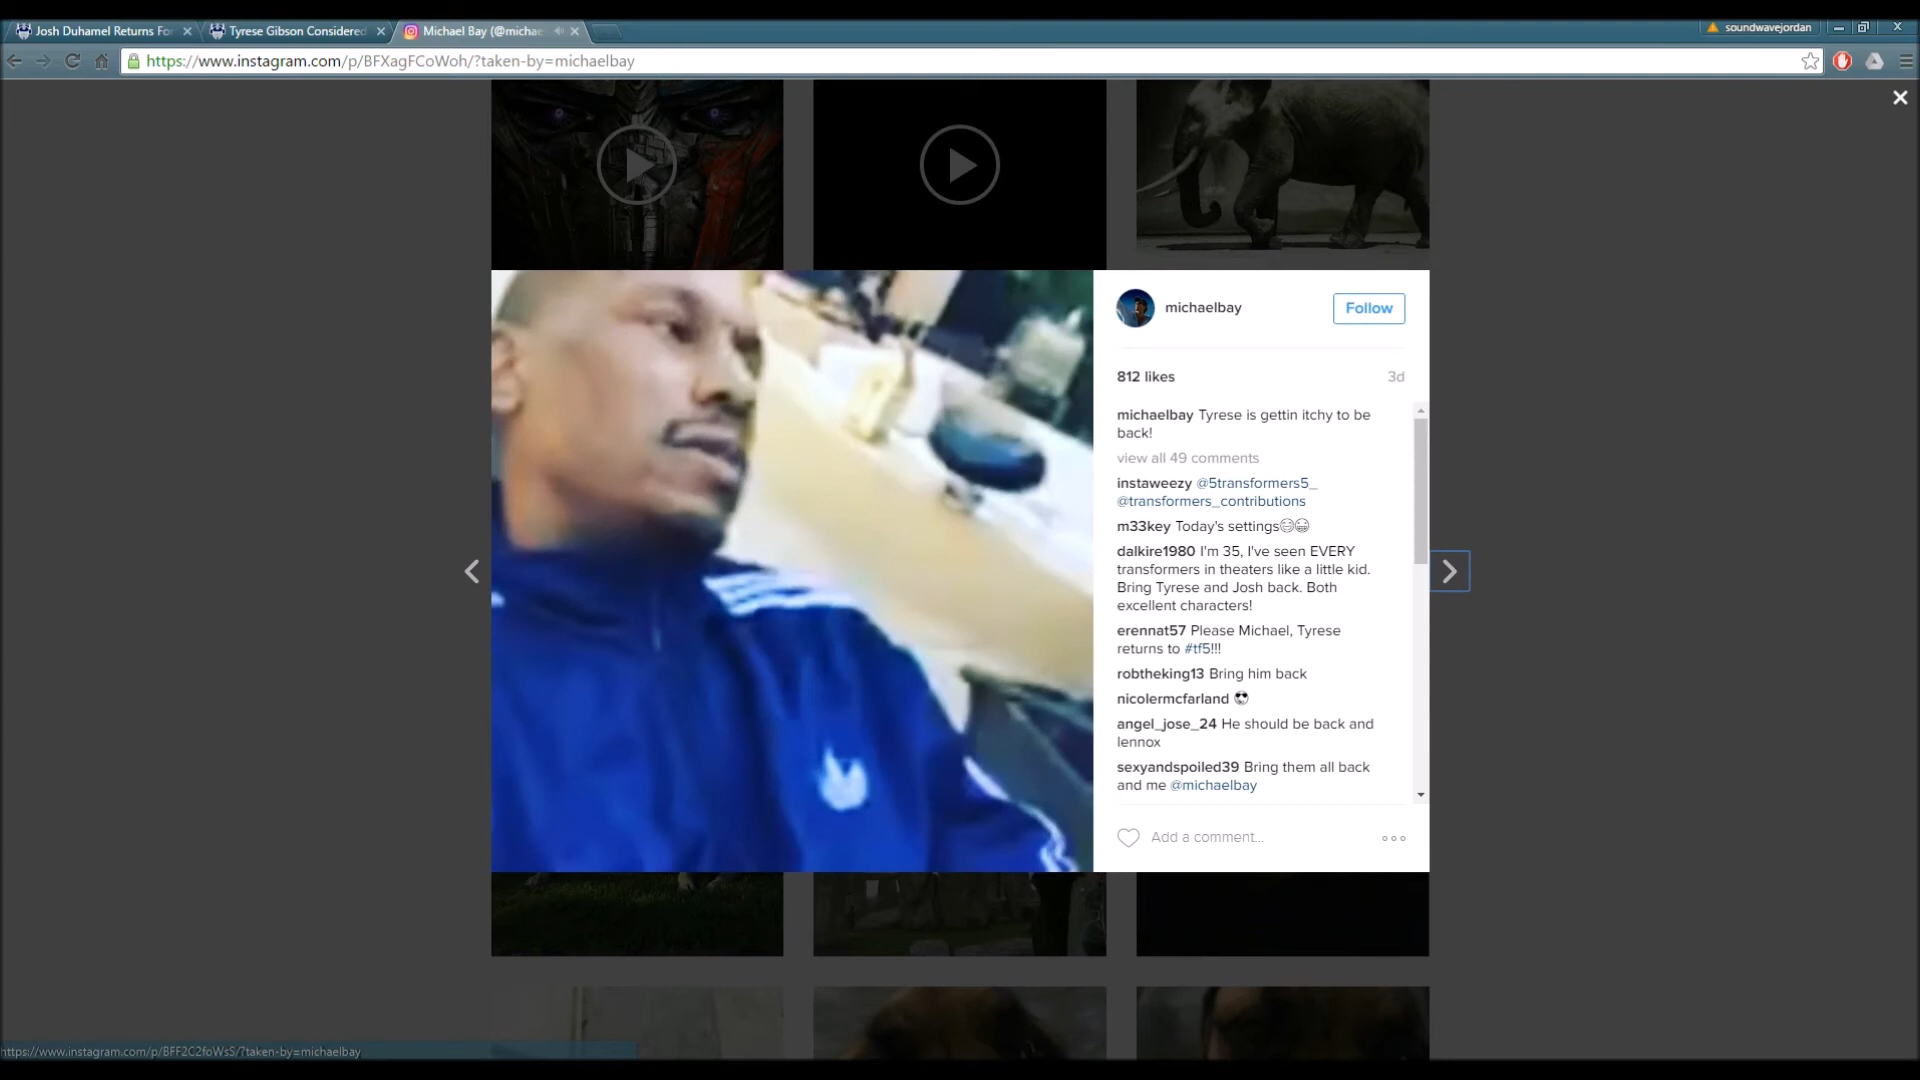 Josh Duhamel Returns For
Tyrese Gibson Considered
Michael Bay (@michae
soundwavejordan
https://www.instagram.com/p/BFXagFCoWoh/?taken-by=michaelbay
michaelbay
Follow
812 likes
3d
michaelbay Tyrese is gettin itchy to be
back!
view all 49 comments
instaweezy @5transformers5_
@transformers_contributions
m33key Today's settings😂😂
dalkire1980 I'm 35, I've seen EVERY
transformers in theaters like a little kid.
Bring Tyrese and Josh back. Both
excellent characters!
erennat57 Please Michael, Tyrese
returns to #tf5!!!
robtheking13 Bring him back
nicolermcfarland 😍
angel_jose_24 He should be back and
lennox
sexyandspoiled39 Bring them all back
and me @michaelbay
Add a comment...
https://www.instagram.com/p/BFF2C2foWsS/?taken-by=michaelbay